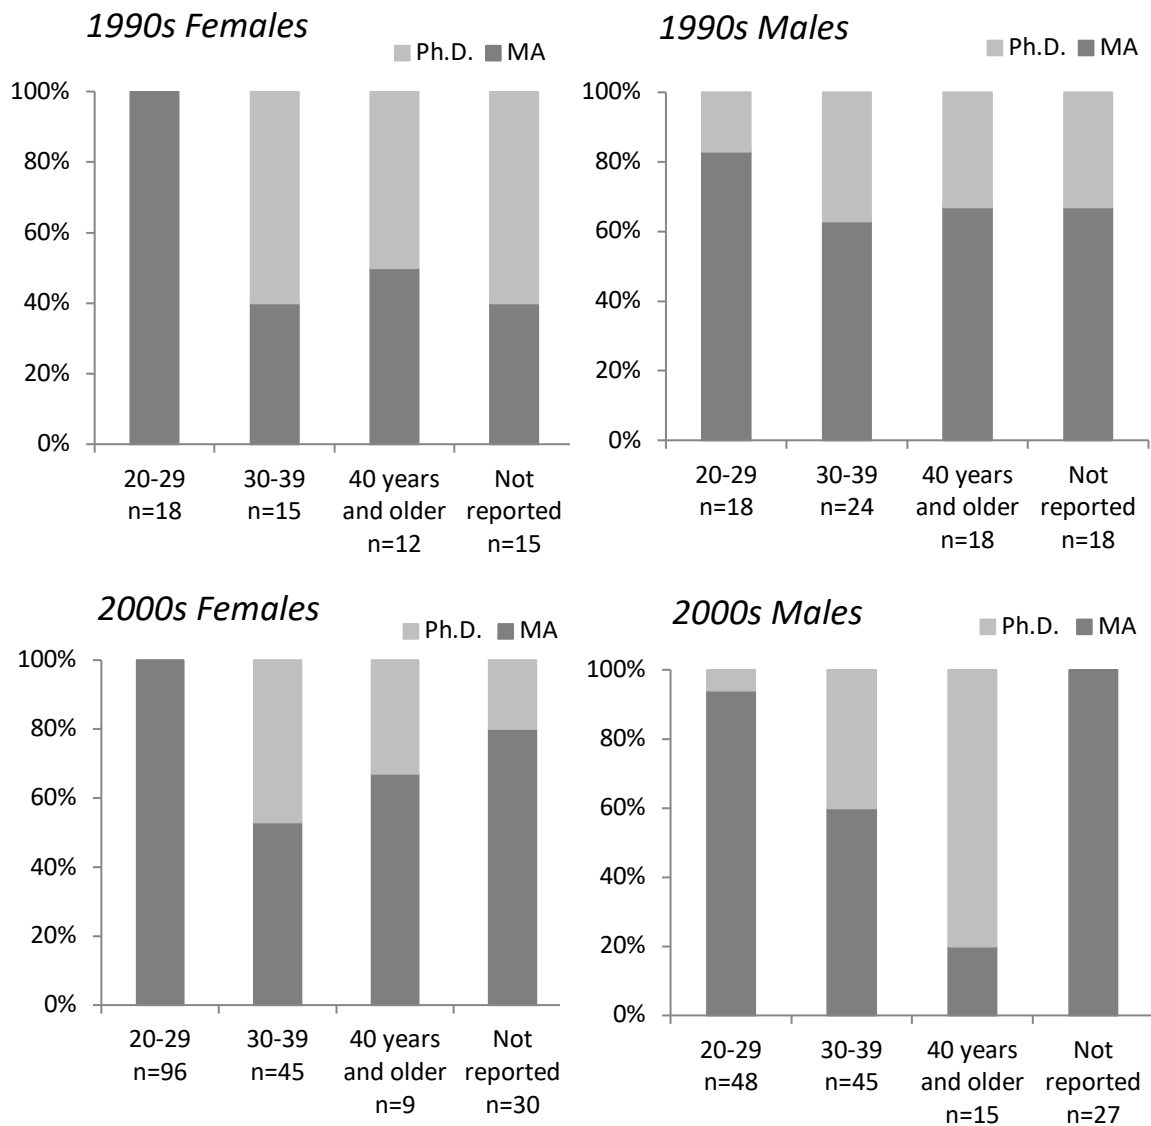 1990s Females
Ph.D. MA
100%
80%
60%
40%
20%
0%
20-29
n=18
30-39
n=15
40 years
and older
n=12
Not
reported
n=15
1990s Males
Ph.D. MA
100%
80%
60%
40%
20%
0%
20-29
n=18
30-39
n=24
40 years
and older
n=18
Not
reported
n=18
2000s Females
Ph.D. MA
100%
80%
60%
40%
20%
0%
20-29
n=96
30-39
n=45
40 years
and older
n=9
Not
reported
n=30
2000s Males
Ph.D. MA
100%
80%
60%
40%
20%
0%
20-29
n=48
30-39
n=45
40 years
and older
n=15
Not
reported
n=27